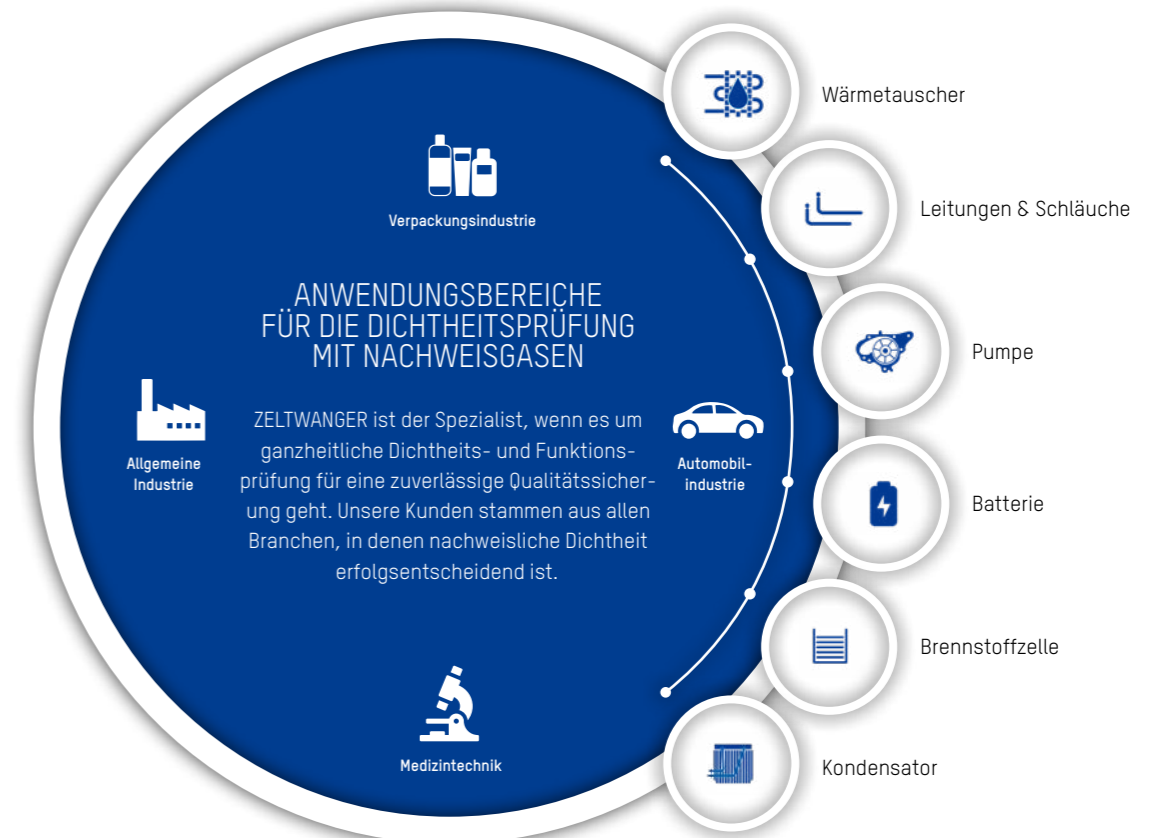 Verpackungsindustrie
ANWENDUNGSBEREICHE
FÜR DIE DICHTHEITSPRÜFUNG
MIT NACHWEISGASEN
ZELTWANGER ist der Spezialist, wenn es um
ganzheitliche Dichtheits- und Funktions-
prüfung für eine zuverlässige Qualitätssicher-
ung geht. Unsere Kunden stammen aus allen
Branchen, in denen nachweisliche Dichtheit
erfolgsentscheidend ist.
Allgemeine
Industrie
Automobil-
industrie
Medizintechnik
Wärmetauscher
Leitungen & Schläuche
Pumpe
Batterie
Brennstoffzelle
Kondensator